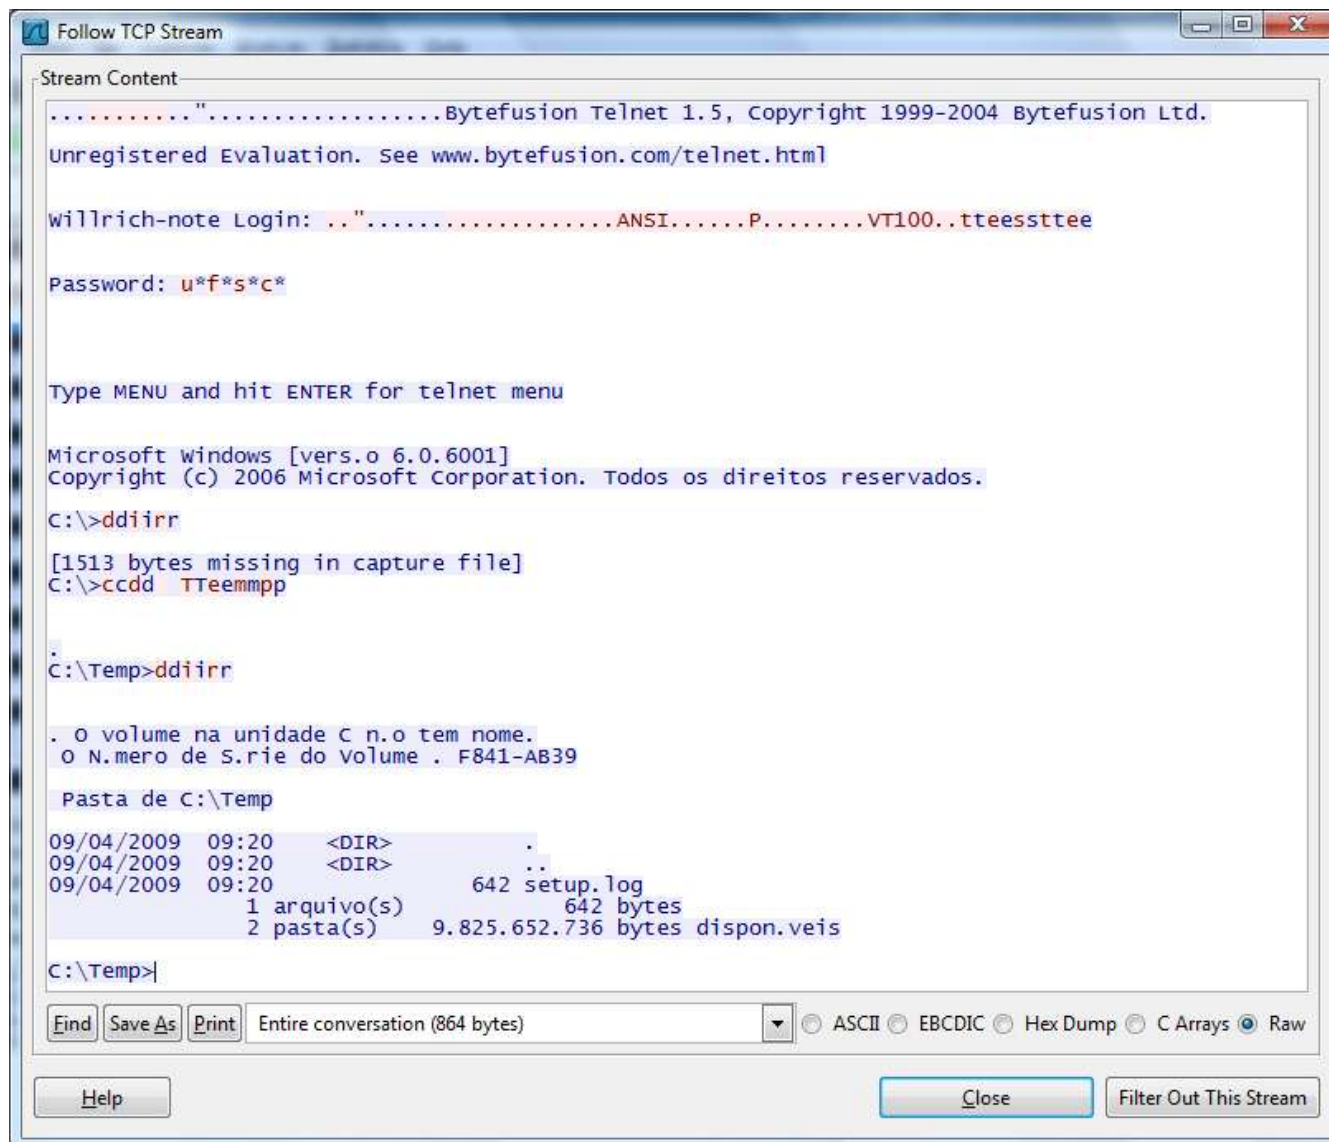 Follow TCP Stream
Stream Content
..........."..................Bytefusion Telnet 1.5, Copyright 1999-2004 Bytefusion Ltd.
Unregistered Evaluation. See www.bytefusion.com/telnet.html
Willrich-note Login: .."...................ANSI......P........VT100..tteessttee
Password: u*f*s*c*
Type MENU and hit ENTER for telnet menu
Microsoft Windows [vers.o 6.0.6001]
Copyright (c) 2006 Microsoft Corporation. Todos os direitos reservados.
C:\>ddiirr
[1513 bytes missing in capture file]
C:\>ccdd  TTeemmpp
.
C:\Temp>ddiirr
. O volume na unidade C n.o tem nome.
O N.mero de S.rie do Volume . F841-AB39
Pasta de C:\Temp
09/04/2009  09:20    <DIR>          .
09/04/2009  09:20    <DIR>          ..
09/04/2009  09:20               642 setup.log
1 arquivo(s)            642 bytes
2 pasta(s)    9.825.652.736 bytes dispon.veis
C:\Temp>
Find Save As Print Entire conversation (864 bytes) ASCII EBCDIC Hex Dump C Arrays Raw
Help Close Filter Out This Stream